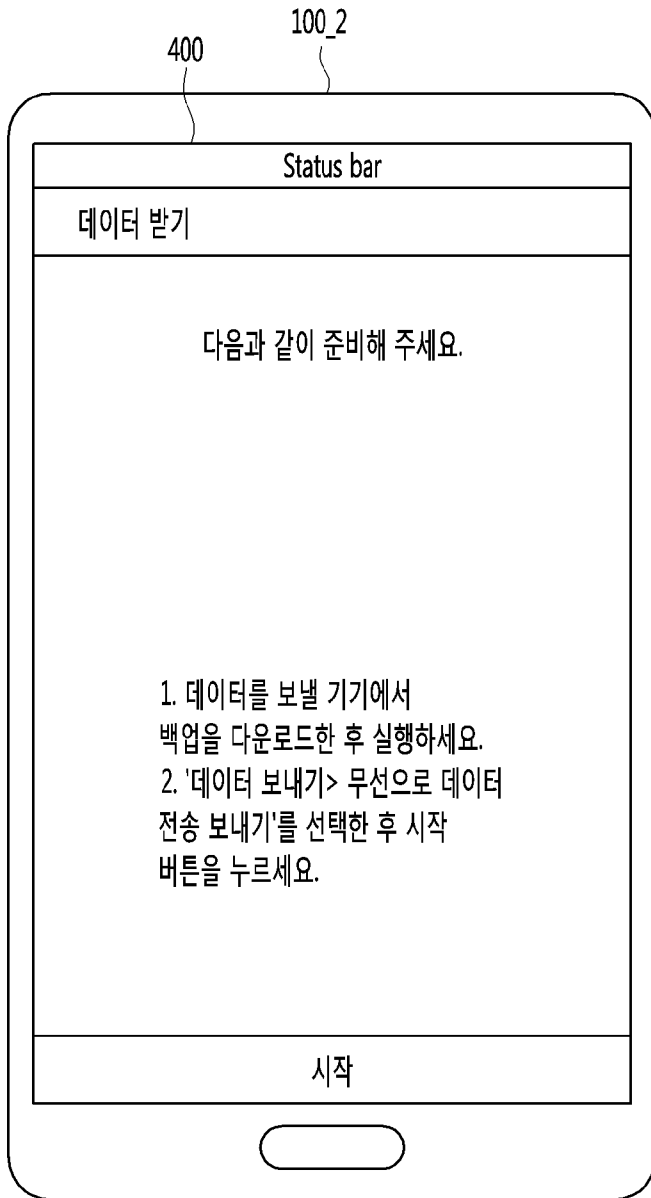 100_2
400
Status bar
데이터 받기
다음과 같이 준비해 주세요.
1. 데이터를 보낼 기기에서
백업을 다운로드한 후 실행하세요.
2. '데이터 보내기> 무선으로 데이터
전송 보내기'를 선택한 후 시작
버튼을 누르세요.
시작